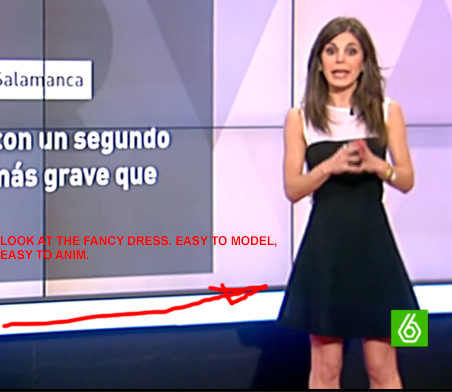 Salamanca
con un segundo
más grave que
LOOK AT THE FANCY DRESS. EASY TO MODEL,
EASY TO ANIM.
6